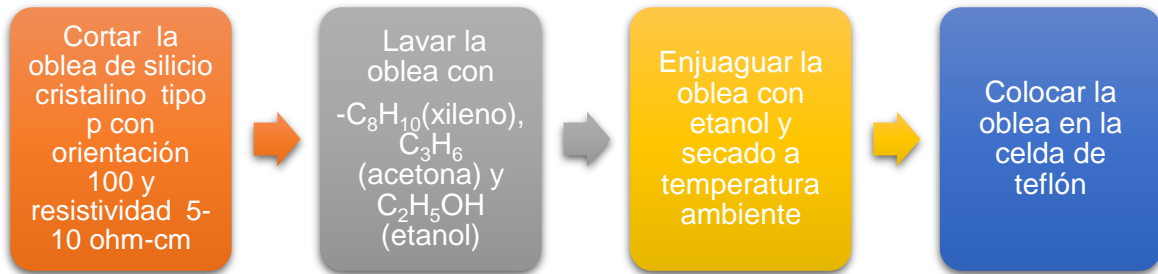 Cortar la
oblea de silicio
cristalino tipo
p con
orientación
100 y
resistividad 5-
10 ohm-cm
Lavar la
oblea con
-C₈H₁₀(xileno),
C₃H₆
(acetona) y
C₂H₅OH
(etanol)
Enjuaguar la
oblea con
etanol y
secado a
temperatura
ambiente
Colocar la
oblea en la
celda de
teflón